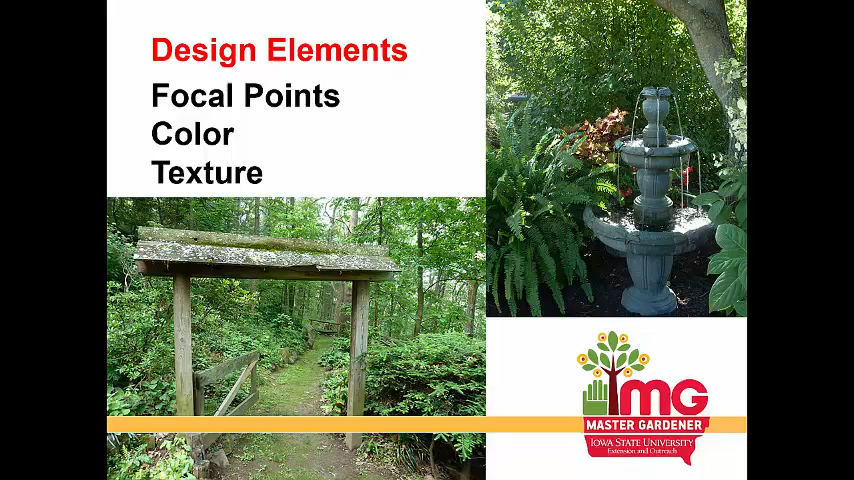 Design Elements
Focal Points
Color
Texture
MG
MASTER GARDENER
IOWA STATE UNIVERSITY
Extension and Outreach